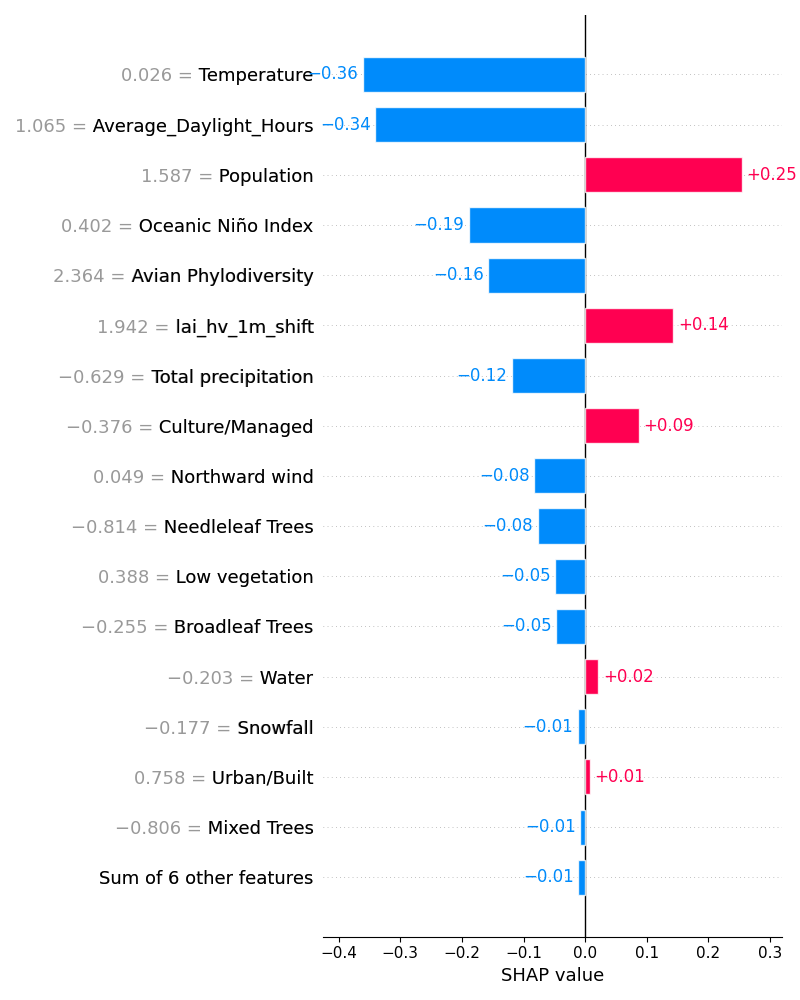 0.026 = Temperature −0.36
1.065 = Average_Daylight_Hours −0.34
1.587 = Population +0.25
0.402 = Oceanic Niño Index −0.19
2.364 = Avian Phylodiversity −0.16
1.942 = lai_hv_1m_shift +0.14
−0.629 = Total precipitation −0.12
−0.376 = Culture/Managed +0.09
0.049 = Northward wind −0.08
−0.814 = Needleleaf Trees −0.08
0.388 = Low vegetation −0.05
−0.255 = Broadleaf Trees −0.05
−0.203 = Water +0.02
−0.177 = Snowfall −0.01
0.758 = Urban/Built +0.01
−0.806 = Mixed Trees −0.01
Sum of 6 other features −0.01
−0.4 −0.3 −0.2 −0.1 0.0 0.1 0.2 0.3
SHAP value